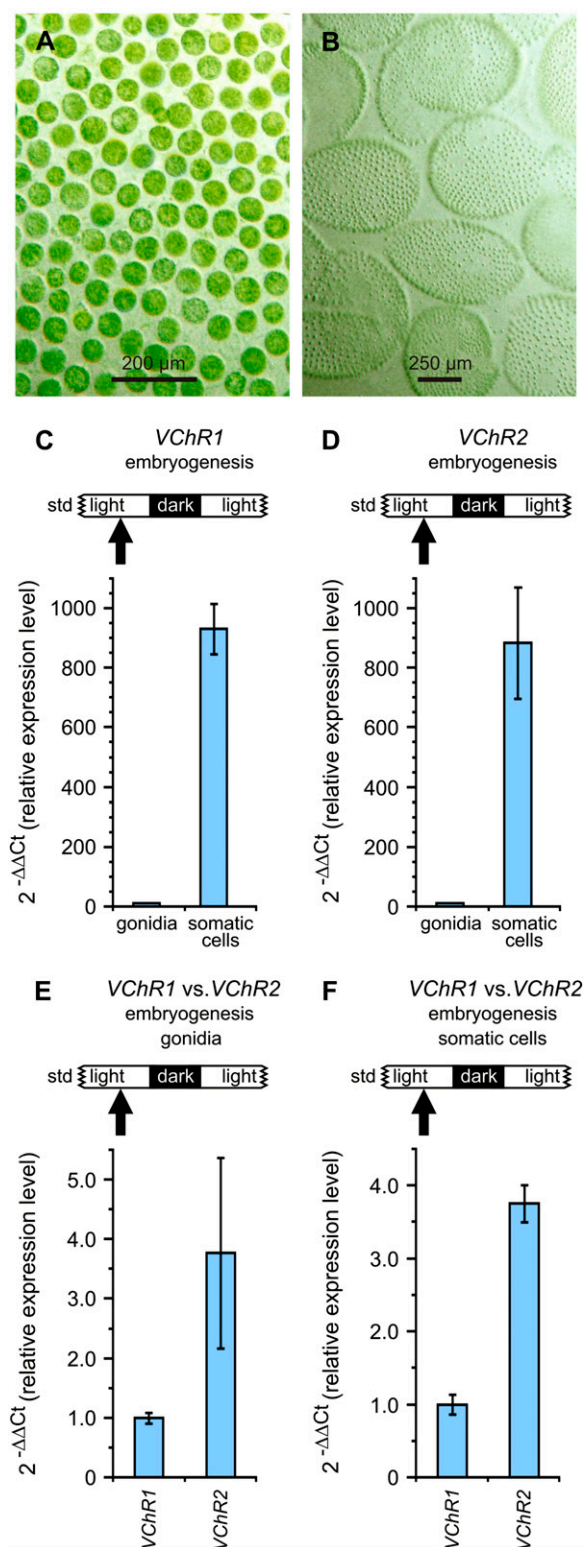 A
200 µm
B
250 µm
C
VChR1
embryogenesis
std light dark light
2 -ΔΔCt (relative expression level)
1000
800
600
400
200
0
gonidia
somatic
cells
D
VChR2
embryogenesis
std light dark light
2 -ΔΔCt (relative expression level)
1000
800
600
400
200
0
gonidia
somatic
cells
E
VChR1 vs.VChR2
embryogenesis
gonidia
std light dark light
2 -ΔΔCt (relative expression level)
5.0
4.0
3.0
2.0
1.0
0
VChR1
VChR2
F
VChR1 vs.VChR2
embryogenesis
somatic cells
std light dark light
2 -ΔΔCt (relative expression level)
4.0
3.0
2.0
1.0
0
VChR1
VChR2